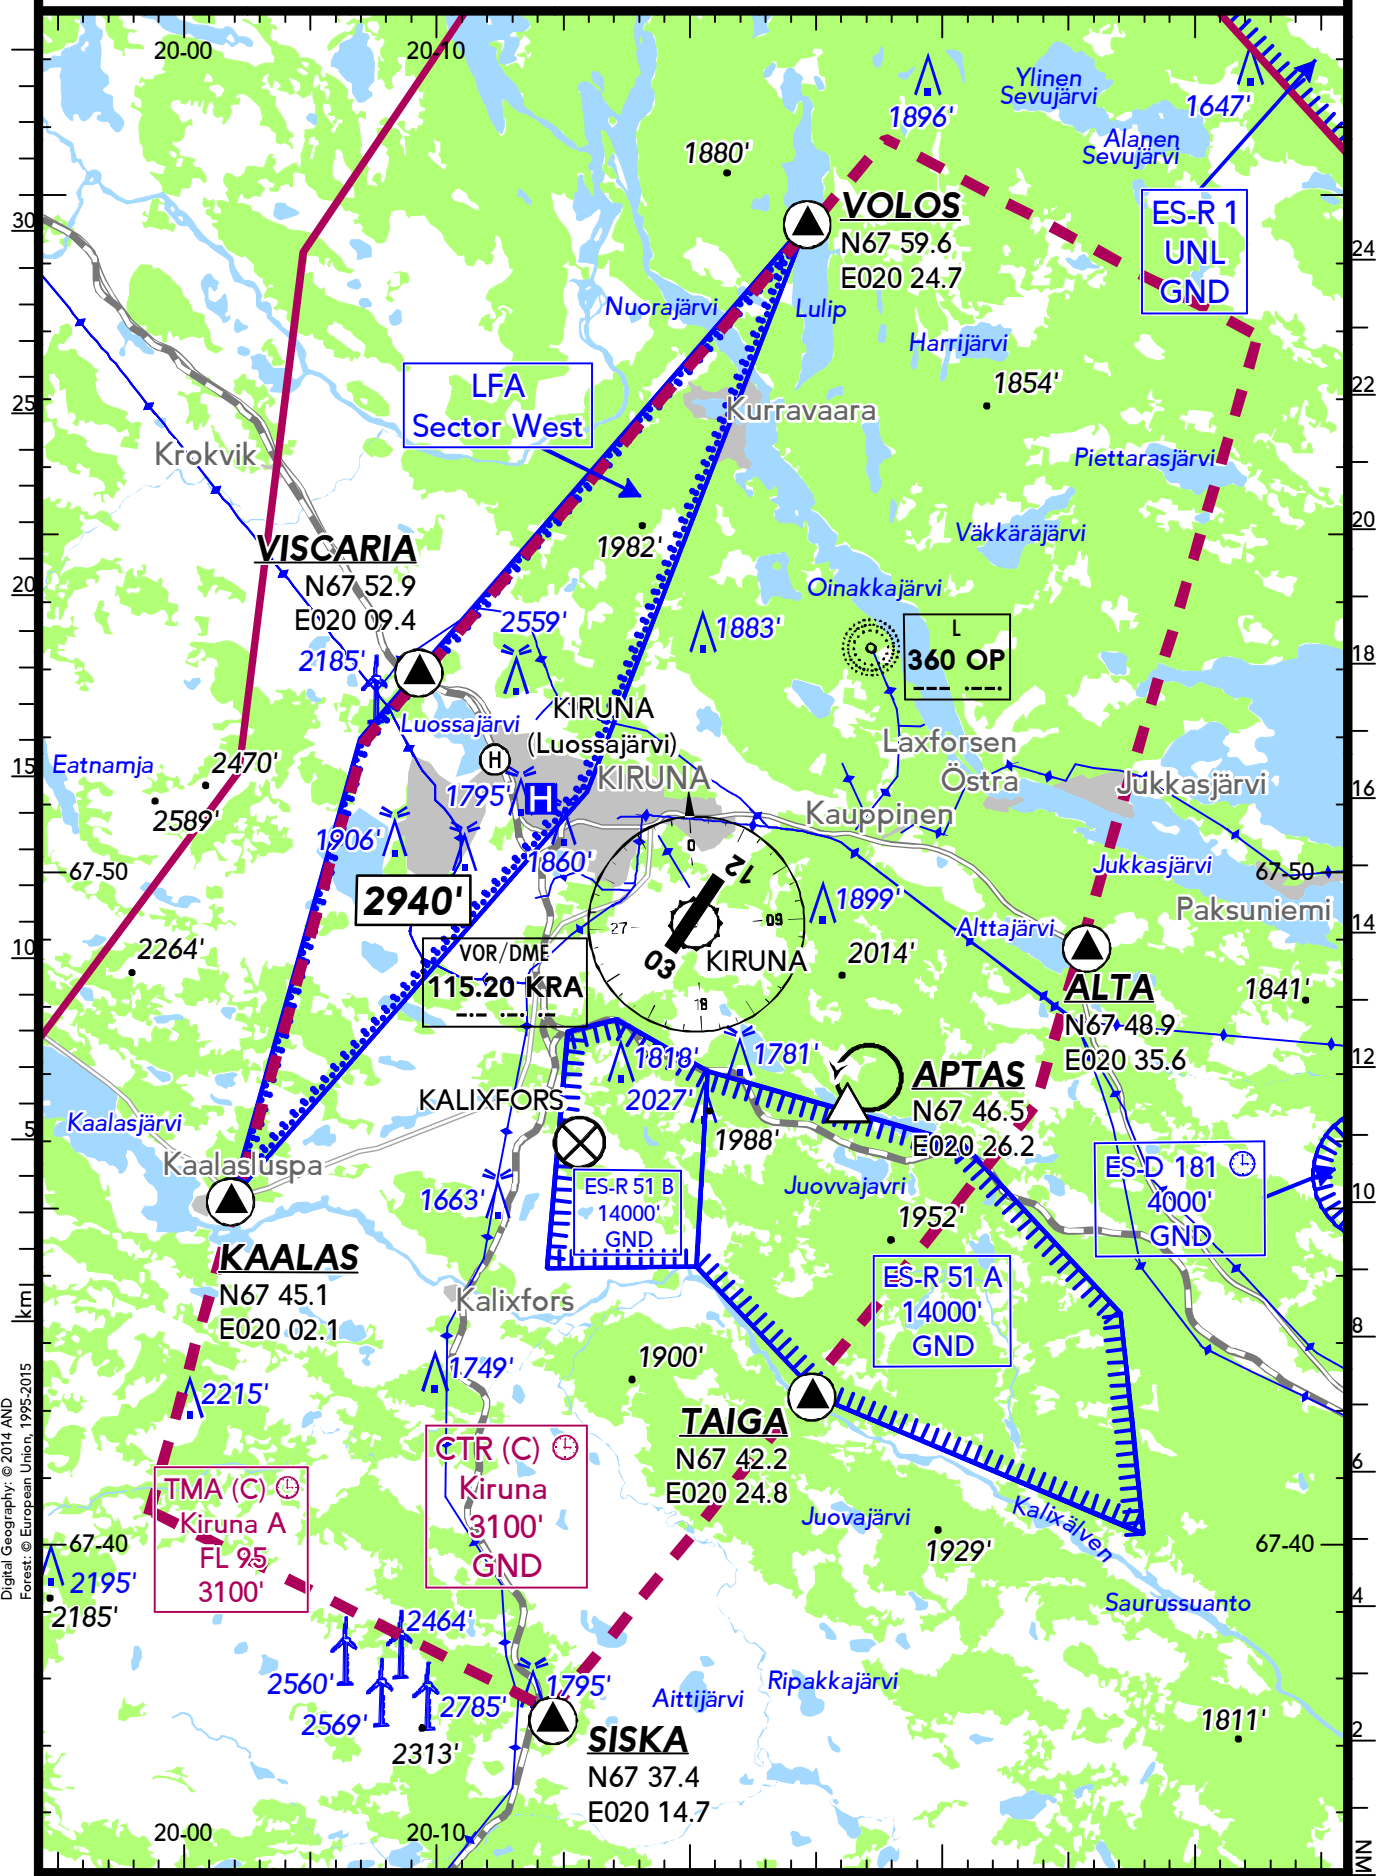 20-00
20-10
Ylinen
Sevujärvi
1896'
1647'
Alanen
Sevujärvi
1880'
VOLOS
N67 59.6
E020 24.7
ES-R 1
UNL
GND
30
24
Nuorajärvi
Lulip
Harrijärvi
LFA
Sector West
1854'
22
25
Kurravaara
Krokvik
Piettarasjärvi
20
Väkkäräjärvi
1982'
VISCARIA
N67 52.9
E020 09.4
20
Oinakkajärvi
2559'
1883'
L
360 OP
18
2185'
Luossajärvi
KIRUNA
(Luossajärvi)
H
KIRUNA
Laxforsen
Östra
Jukkasjärvi
Eatnamja
2470'
15
16
2589'
1795'
H
Kauppinen
1906'
1860'
0
12
67-50
Jukkasjärvi
67-50
2940'
1899'
09
Paksuniemi
27
14
Alttajärvi
10
2264'
VOR/DME
115.20 KRA
03
KIRUNA
2014'
18
ALTA
N67 48.9
E020 35.6
1841'
1818'
1781'
12
APTAS
N67 46.5
E020 26.2
KALIXFORS
2027'
1988'
5
Kaalasjärvi
Kaalasluspa
ES-D 181
4000'
GND
ES-R 51 B
14000'
GND
1663'
Juovvajavri
1952'
10
KAALAS
N67 45.1
E020 02.1
ES-R 51 A
14000'
GND
Kalixfors
[km]
8
1749'
1900'
2215'
TAIGA
N67 42.2
E020 24.8
CTR (C)
Kiruna
3100'
GND
TMA (C)
Kiruna A
FL 95
3100'
6
Juovajärvi
Kalixälven
67-40
1929'
67-40
2195'
2185'
4
Saurussuanto
2464'
2560'
2569'
2785'
1795'
Aittijärvi
Ripakkajärvi
2313'
SISKA
N67 37.4
E020 14.7
1811'
2
20-00
20-10
NM
Digital Geography: © 2014 AND
Forest: © European Union, 1995-2015